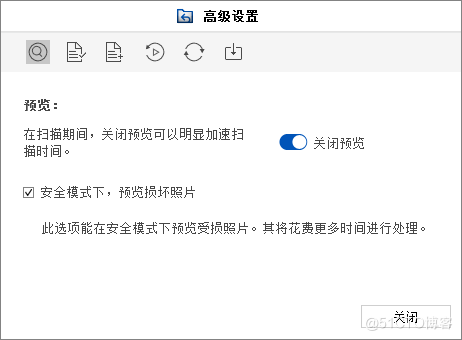 高级设置
预览：
在扫描期间，关闭预览可以明显加速扫
描时间。
关闭预览
安全模式下，预览损坏照片
此选项能在安全模式下预览受损照片。其将花费更多时间进行处理。
关闭
@51CTO博客